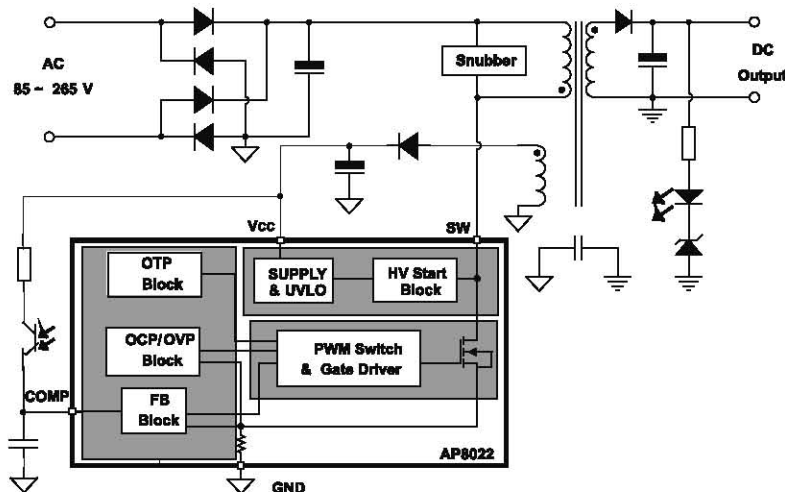 AC
85 ~ 265 V
Snubber
DC
Output
Vcc
SW
OTP
Block
SUPPLY
& UVLO
HV Start
Block
OCP/OVP
Block
PWM Switch
& Gate Driver
COMP
FB
Block
AP8022
GND